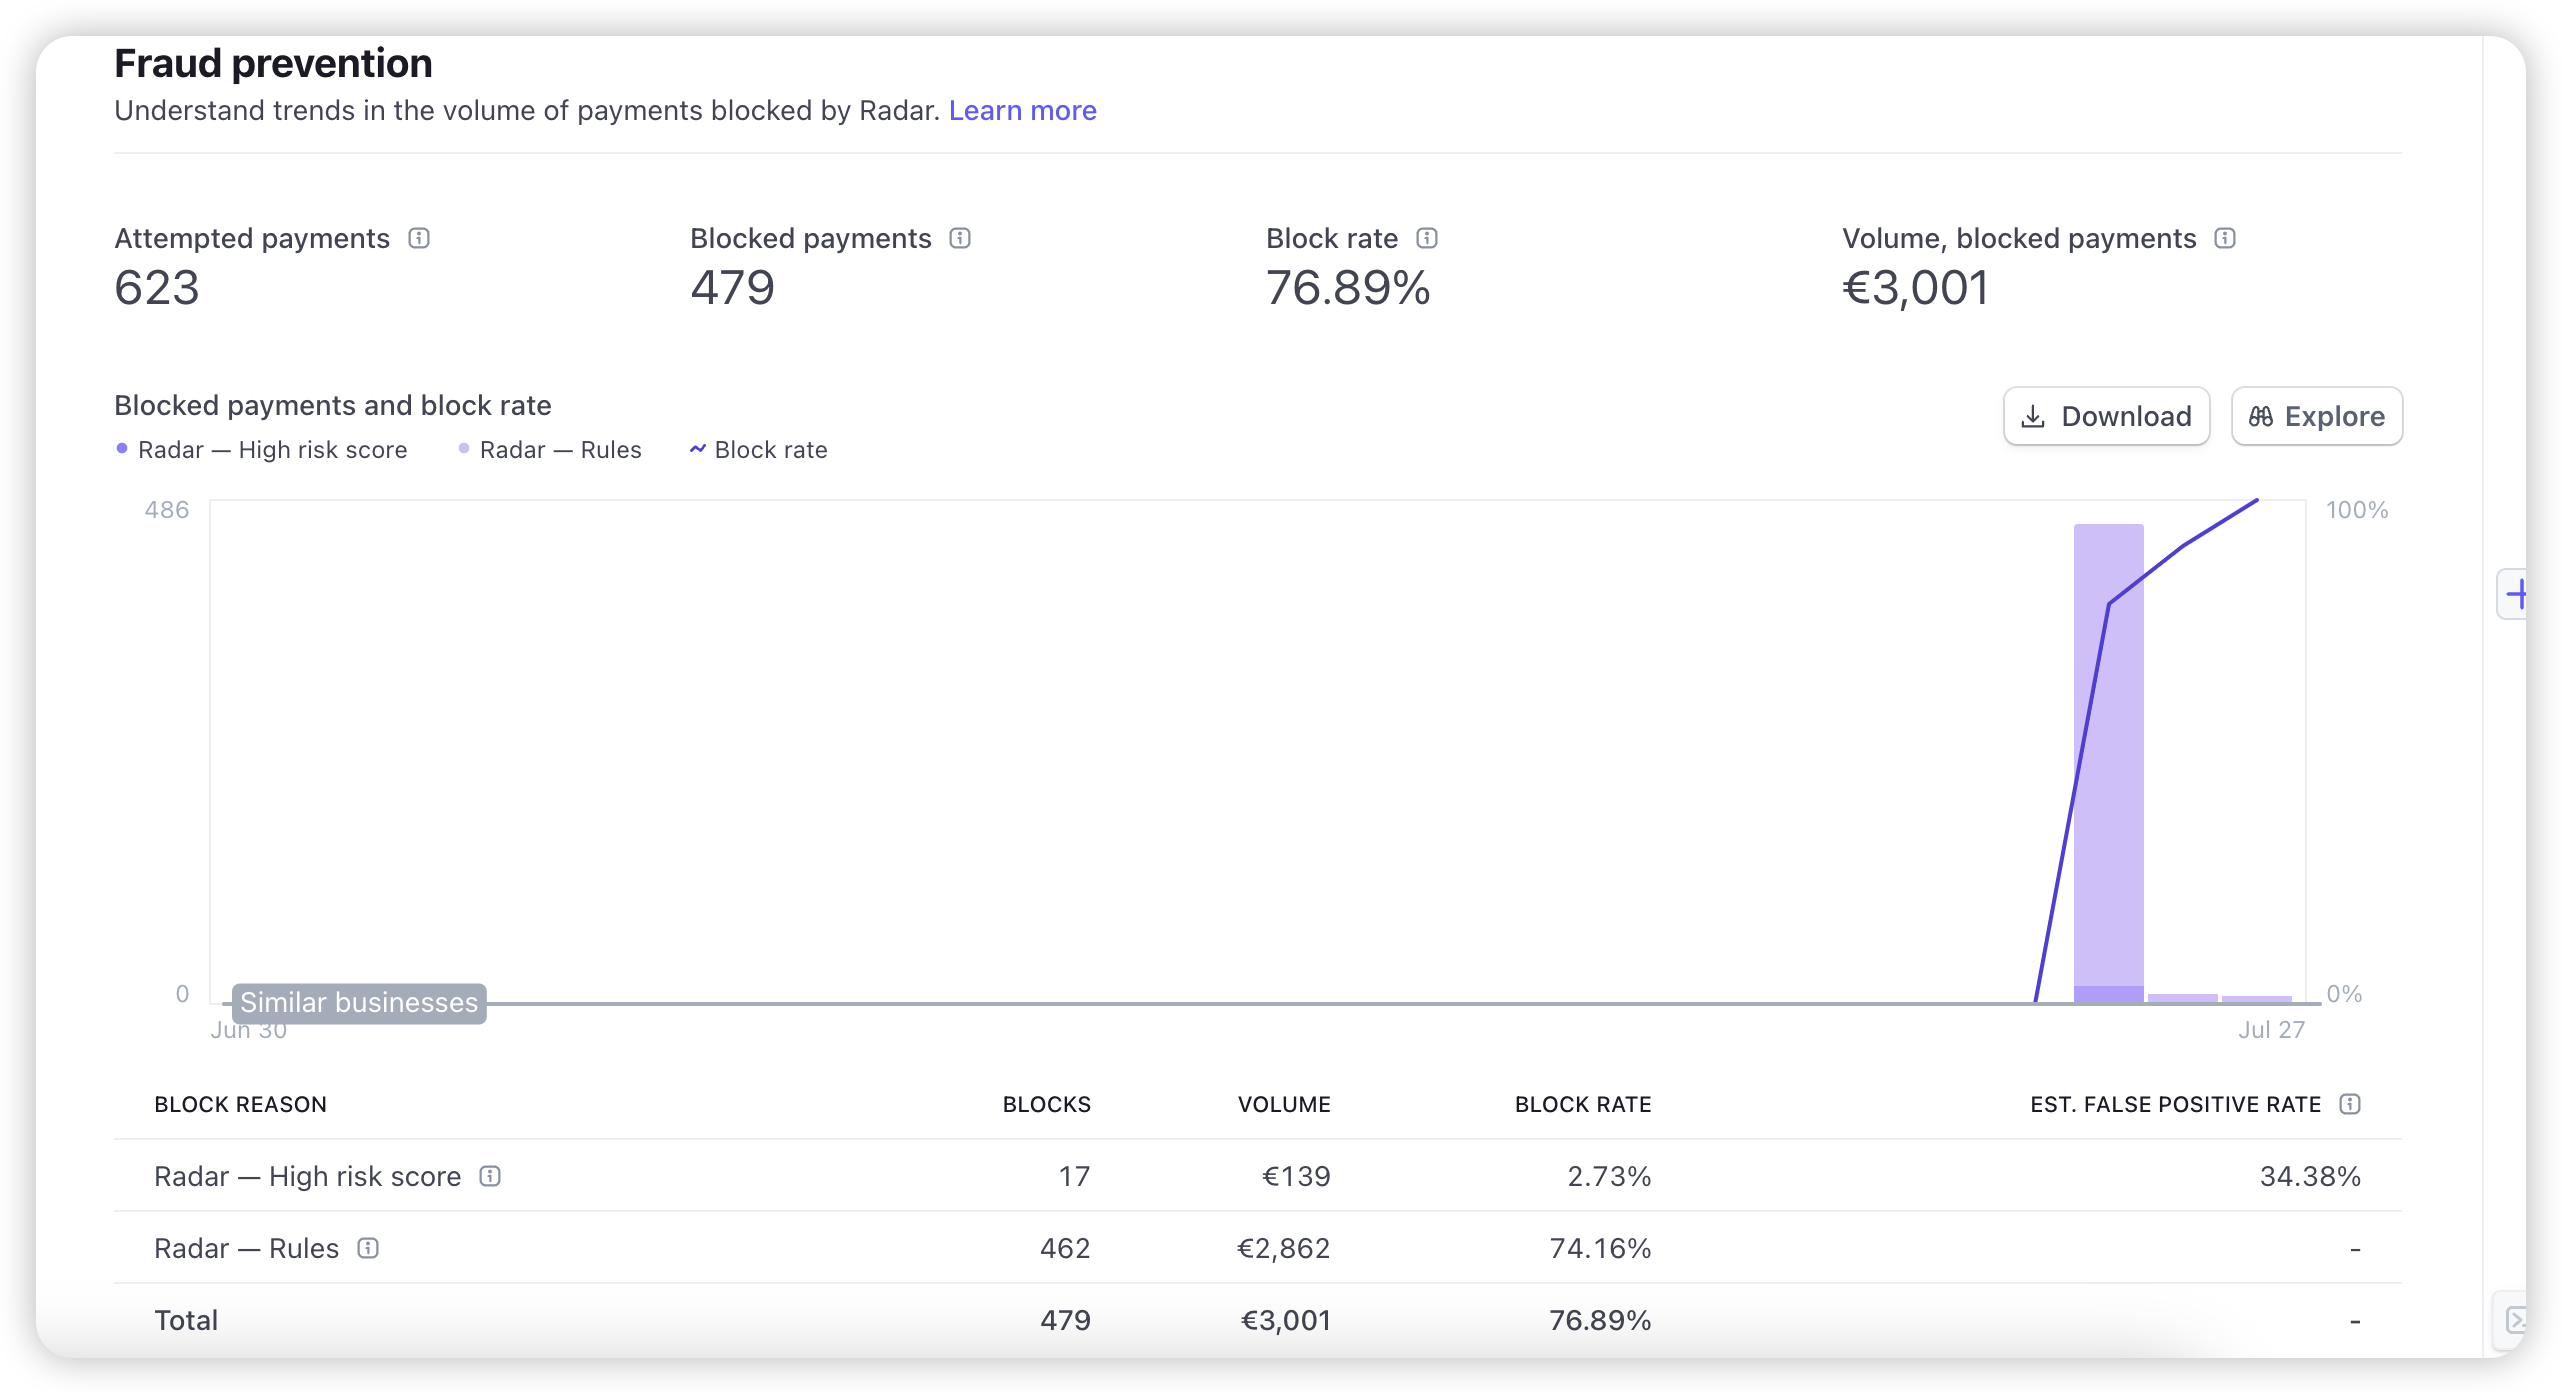 Fraud prevention
Understand trends in the volume of payments blocked by Radar. Learn more
Attempted payments
623
Blocked payments
479
Block rate
76.89%
Volume, blocked payments
€3,001
Blocked payments and block rate
Download
Explore
Radar — High risk score
Radar — Rules
Block rate
486
100%
0
Similar businesses
0%
Jun 30
Jul 27
BLOCK REASON BLOCKS VOLUME BLOCK RATE EST. FALSE POSITIVE RATE
Radar — High risk score 17 €139 2.73% 34.38%
Radar — Rules 462 €2,862 74.16% -
Total 479 €3,001 76.89% -